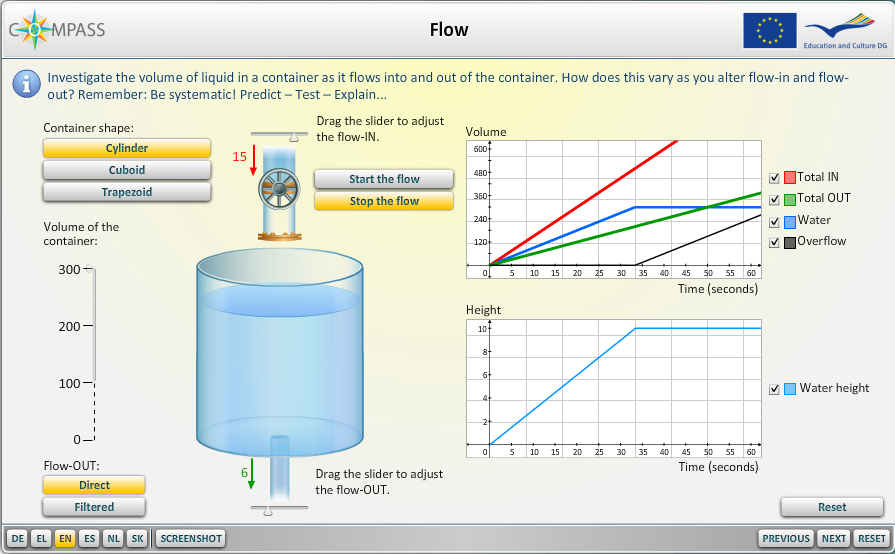 COMPASS
Flow
Education and Culture DG
Investigate the volume of liquid in a container as it flows into and out of the container. How does this vary as you alter flow-in and flow-
out? Remember: Be systematic! Predict – Test – Explain...
Container shape:
Cylinder
Cuboid
Trapezoid
Volume of the
container:
300
200
100
0
Flow-OUT:
Direct
Filtered
Drag the slider to adjust
the flow-IN.
15
Start the flow
Stop the flow
6
Drag the slider to adjust
the flow-OUT.
Volume
600
480
360
240
120
0
5 10 15 20 25 30 35 40 45 50 55 60
Time (seconds)
Total IN
Total OUT
Water
Overflow
Height
10
8
6
4
2
0
5 10 15 20 25 30 35 40 45 50 55 60
Time (seconds)
Water height
Reset
DE EL EN ES NL SK SCREENSHOT PREVIOUS NEXT RESET